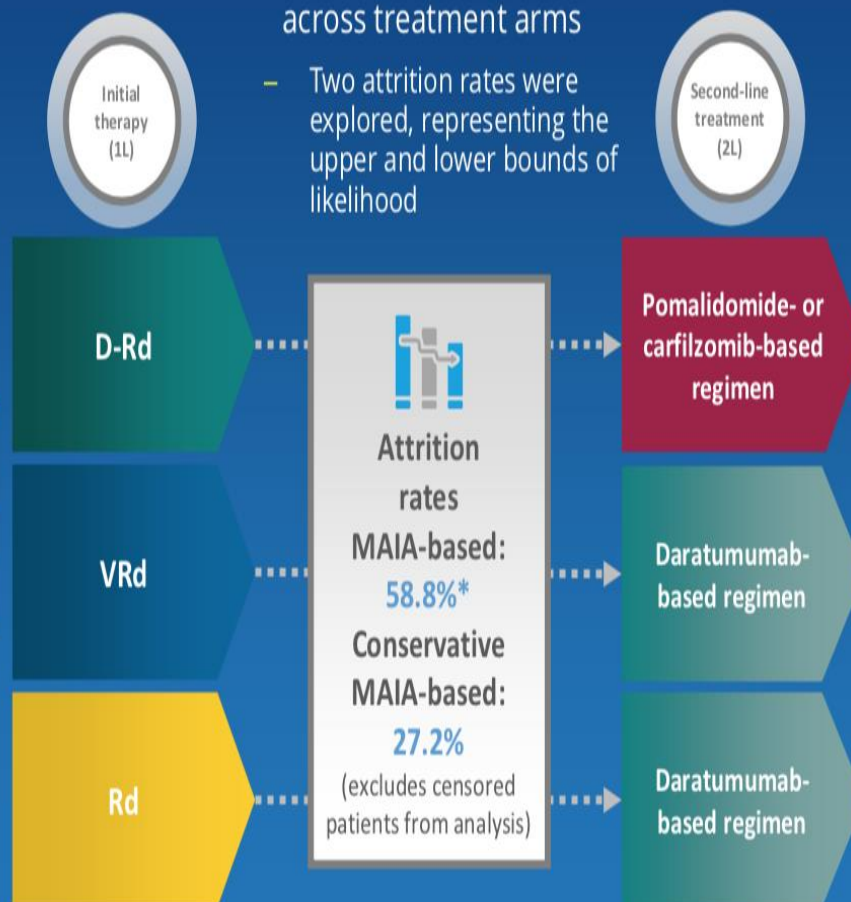 across treatment arms
– Two attrition rates were
explored, representing the
upper and lower bounds of
likelihood
Initial
therapy
(1L)
Second-line
treatment
(2L)
D-Rd
Pomalidomide- or
carfilzomib-based
regimen
VRd
Daratumumab-
based regimen
Rd
Daratumumab-
based regimen
Attrition
rates
MAIA-based:
58.8%*
Conservative
MAIA-based:
27.2%
(excludes censored
patients from analysis)